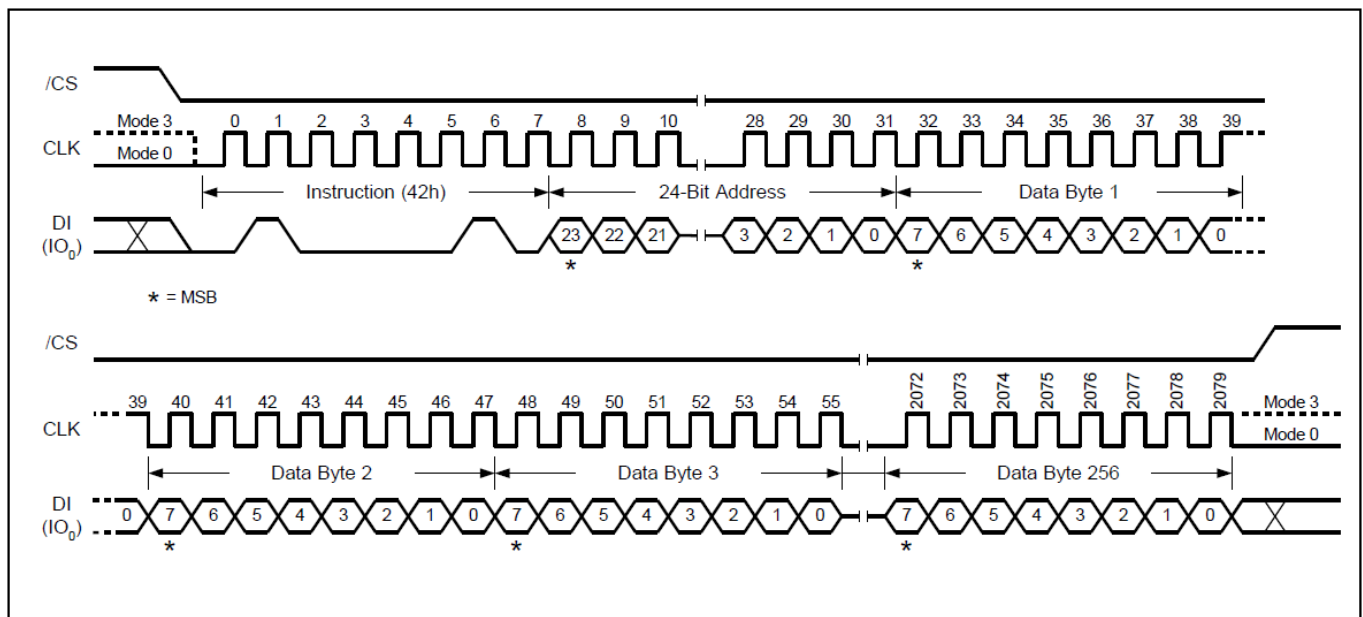 /CS
Mode 3 0 1 2 3 4 5 6 7 8 9 10 28 29 30 31 32 33 34 35 36 37 38 39
CLK Mode 0
Instruction (42h) 24-Bit Address Data Byte 1
DI
(IO0) 23 22 21 3 2 1 0 7 6 5 4 3 2 1 0
* *
* = MSB
/CS
39 40 41 42 43 44 45 46 47 48 49 50 51 52 53 54 55 2072 2073 2074 2075 2076 2077 2078 2079 Mode 3
CLK Mode 0
Data Byte 2 Data Byte 3 Data Byte 256
DI
(IO0) 0 7 6 5 4 3 2 1 0 7 6 5 4 3 2 1 0 7 6 5 4 3 2 1 0
* * *